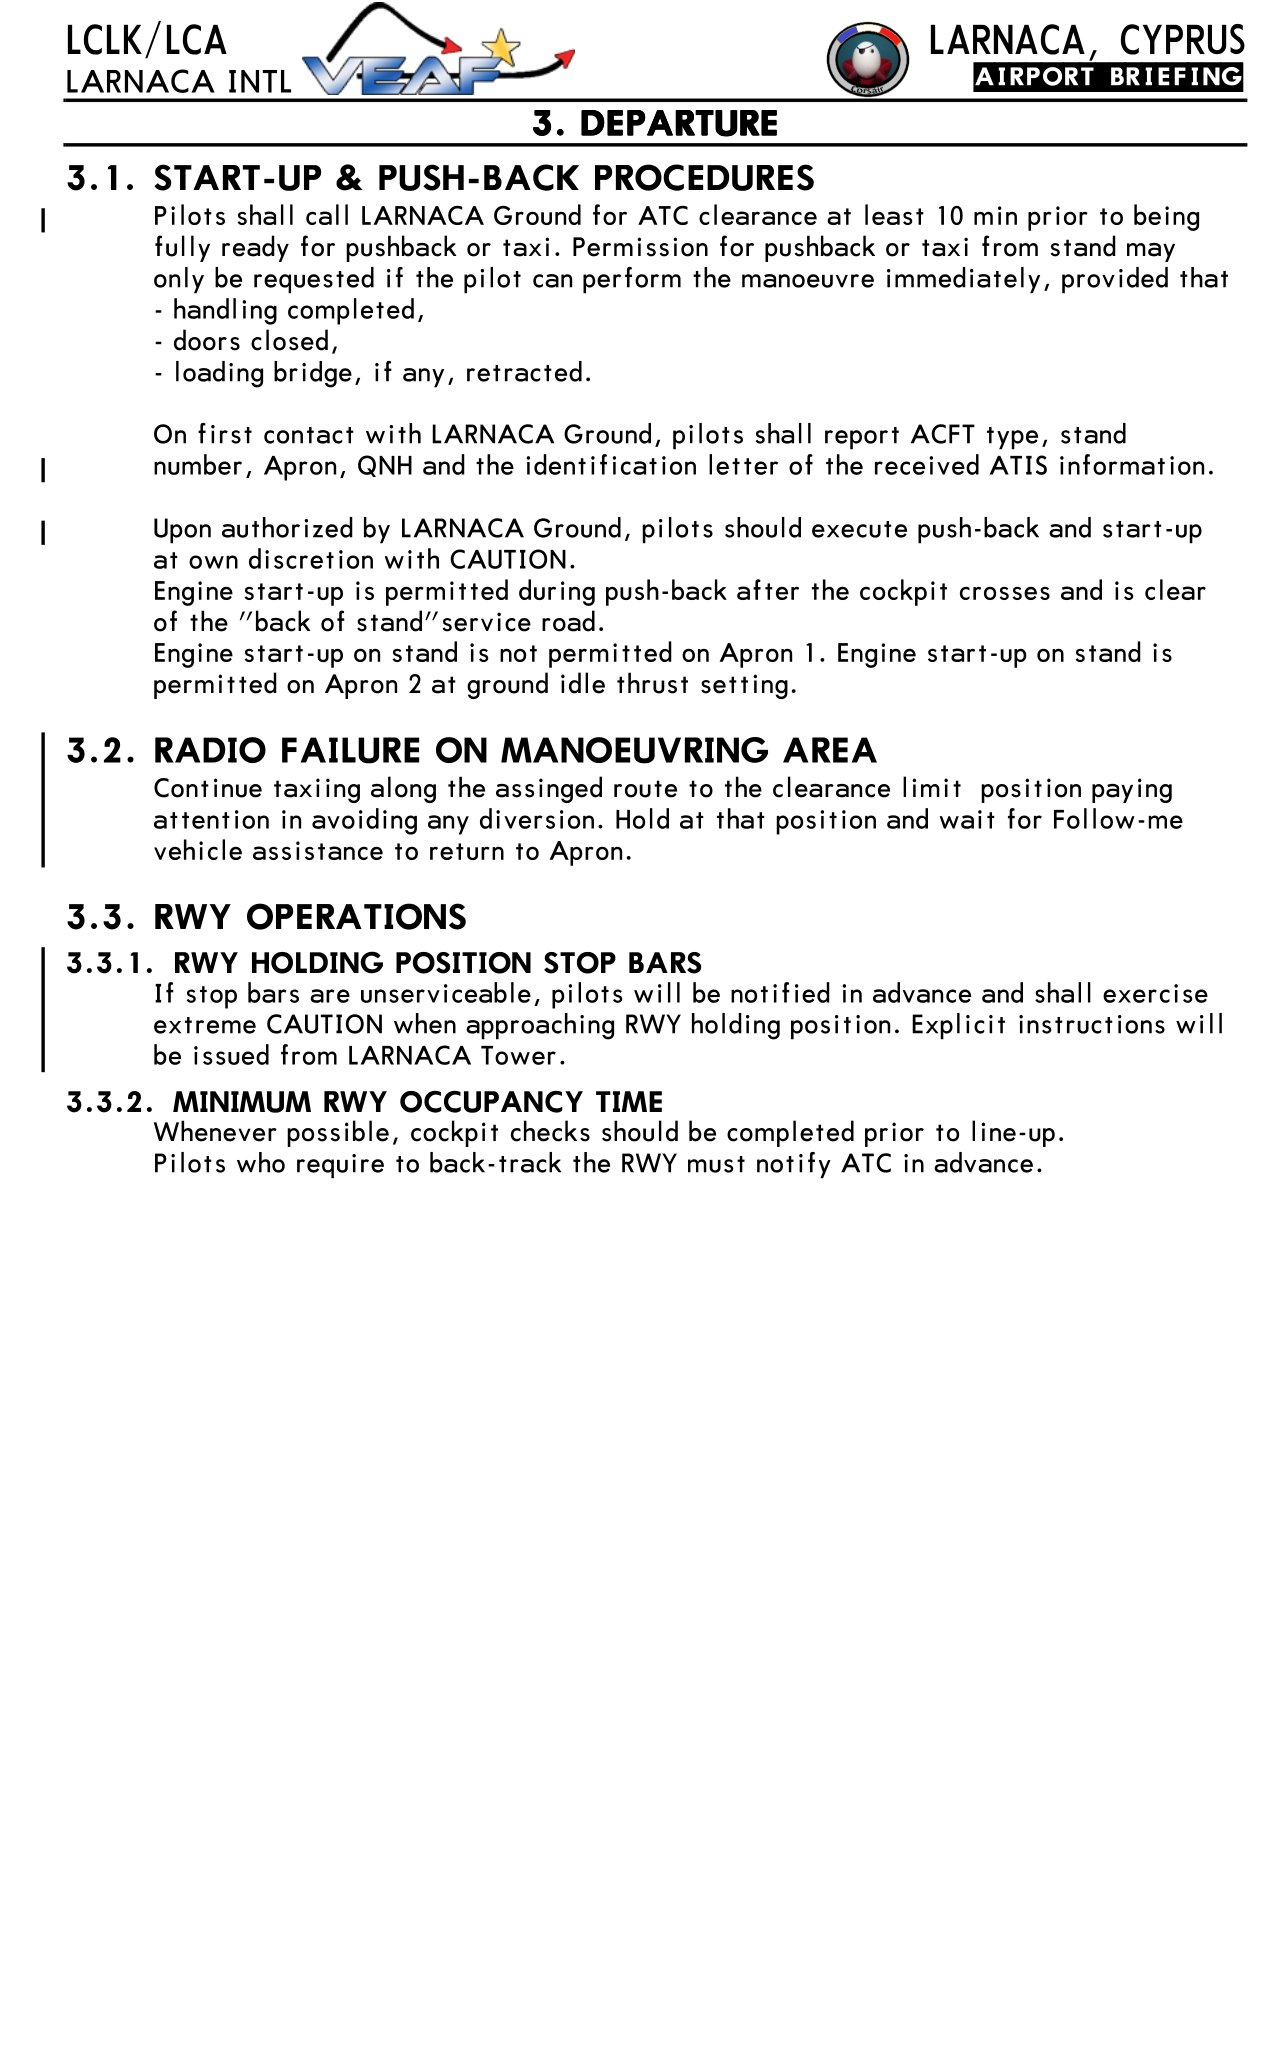 LCLK/LCA
LARNACA INTL
VEAF
Corsair
LARNACA, CYPRUS
AIRPORT BRIEFING
3. DEPARTURE
3.1. START-UP & PUSH-BACK PROCEDURES
Pilots shall call LARNACA Ground for ATC clearance at least 10 min prior to being
fully ready for pushback or taxi. Permission for pushback or taxi from stand may
only be requested if the pilot can perform the manoeuvre immediately, provided that
- handling completed,
- doors closed,
- loading bridge, if any, retracted.
On first contact with LARNACA Ground, pilots shall report ACFT type, stand
number, Apron, QNH and the identification letter of the received ATIS information.
Upon authorized by LARNACA Ground, pilots should execute push-back and start-up
at own discretion with CAUTION.
Engine start-up is permitted during push-back after the cockpit crosses and is clear
of the "back of stand"service road.
Engine start-up on stand is not permitted on Apron 1. Engine start-up on stand is
permitted on Apron 2 at ground idle thrust setting.
3.2. RADIO FAILURE ON MANOEUVRING AREA
Continue taxiing along the assinged route to the clearance limit position paying
attention in avoiding any diversion. Hold at that position and wait for Follow-me
vehicle assistance to return to Apron.
3.3. RWY OPERATIONS
3.3.1. RWY HOLDING POSITION STOP BARS
If stop bars are unserviceable, pilots will be notified in advance and shall exercise
extreme CAUTION when approaching RWY holding position. Explicit instructions will
be issued from LARNACA Tower.
3.3.2. MINIMUM RWY OCCUPANCY TIME
Whenever possible, cockpit checks should be completed prior to line-up.
Pilots who require to back-track the RWY must notify ATC in advance.